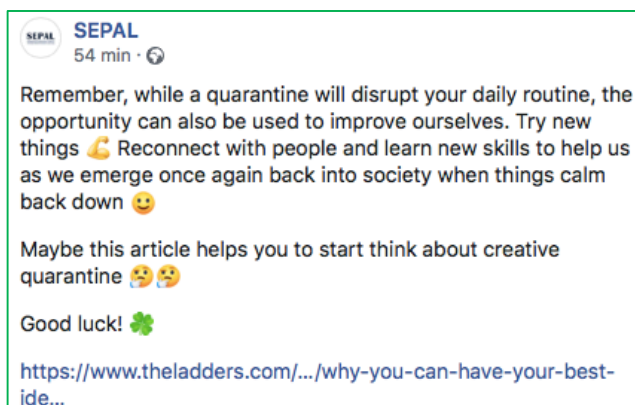 SEPAL
SEPAL
54 min ·
Remember, while a quarantine will disrupt your daily routine, the
opportunity can also be used to improve ourselves. Try new
things 💪 Reconnect with people and learn new skills to help us
as we emerge once again back into society when things calm
back down 🙂
Maybe this article helps you to start think about creative
quarantine 🤔🤔
Good luck! 🍀
https://www.theladders.com/.../why-you-can-have-your-best-
ide...